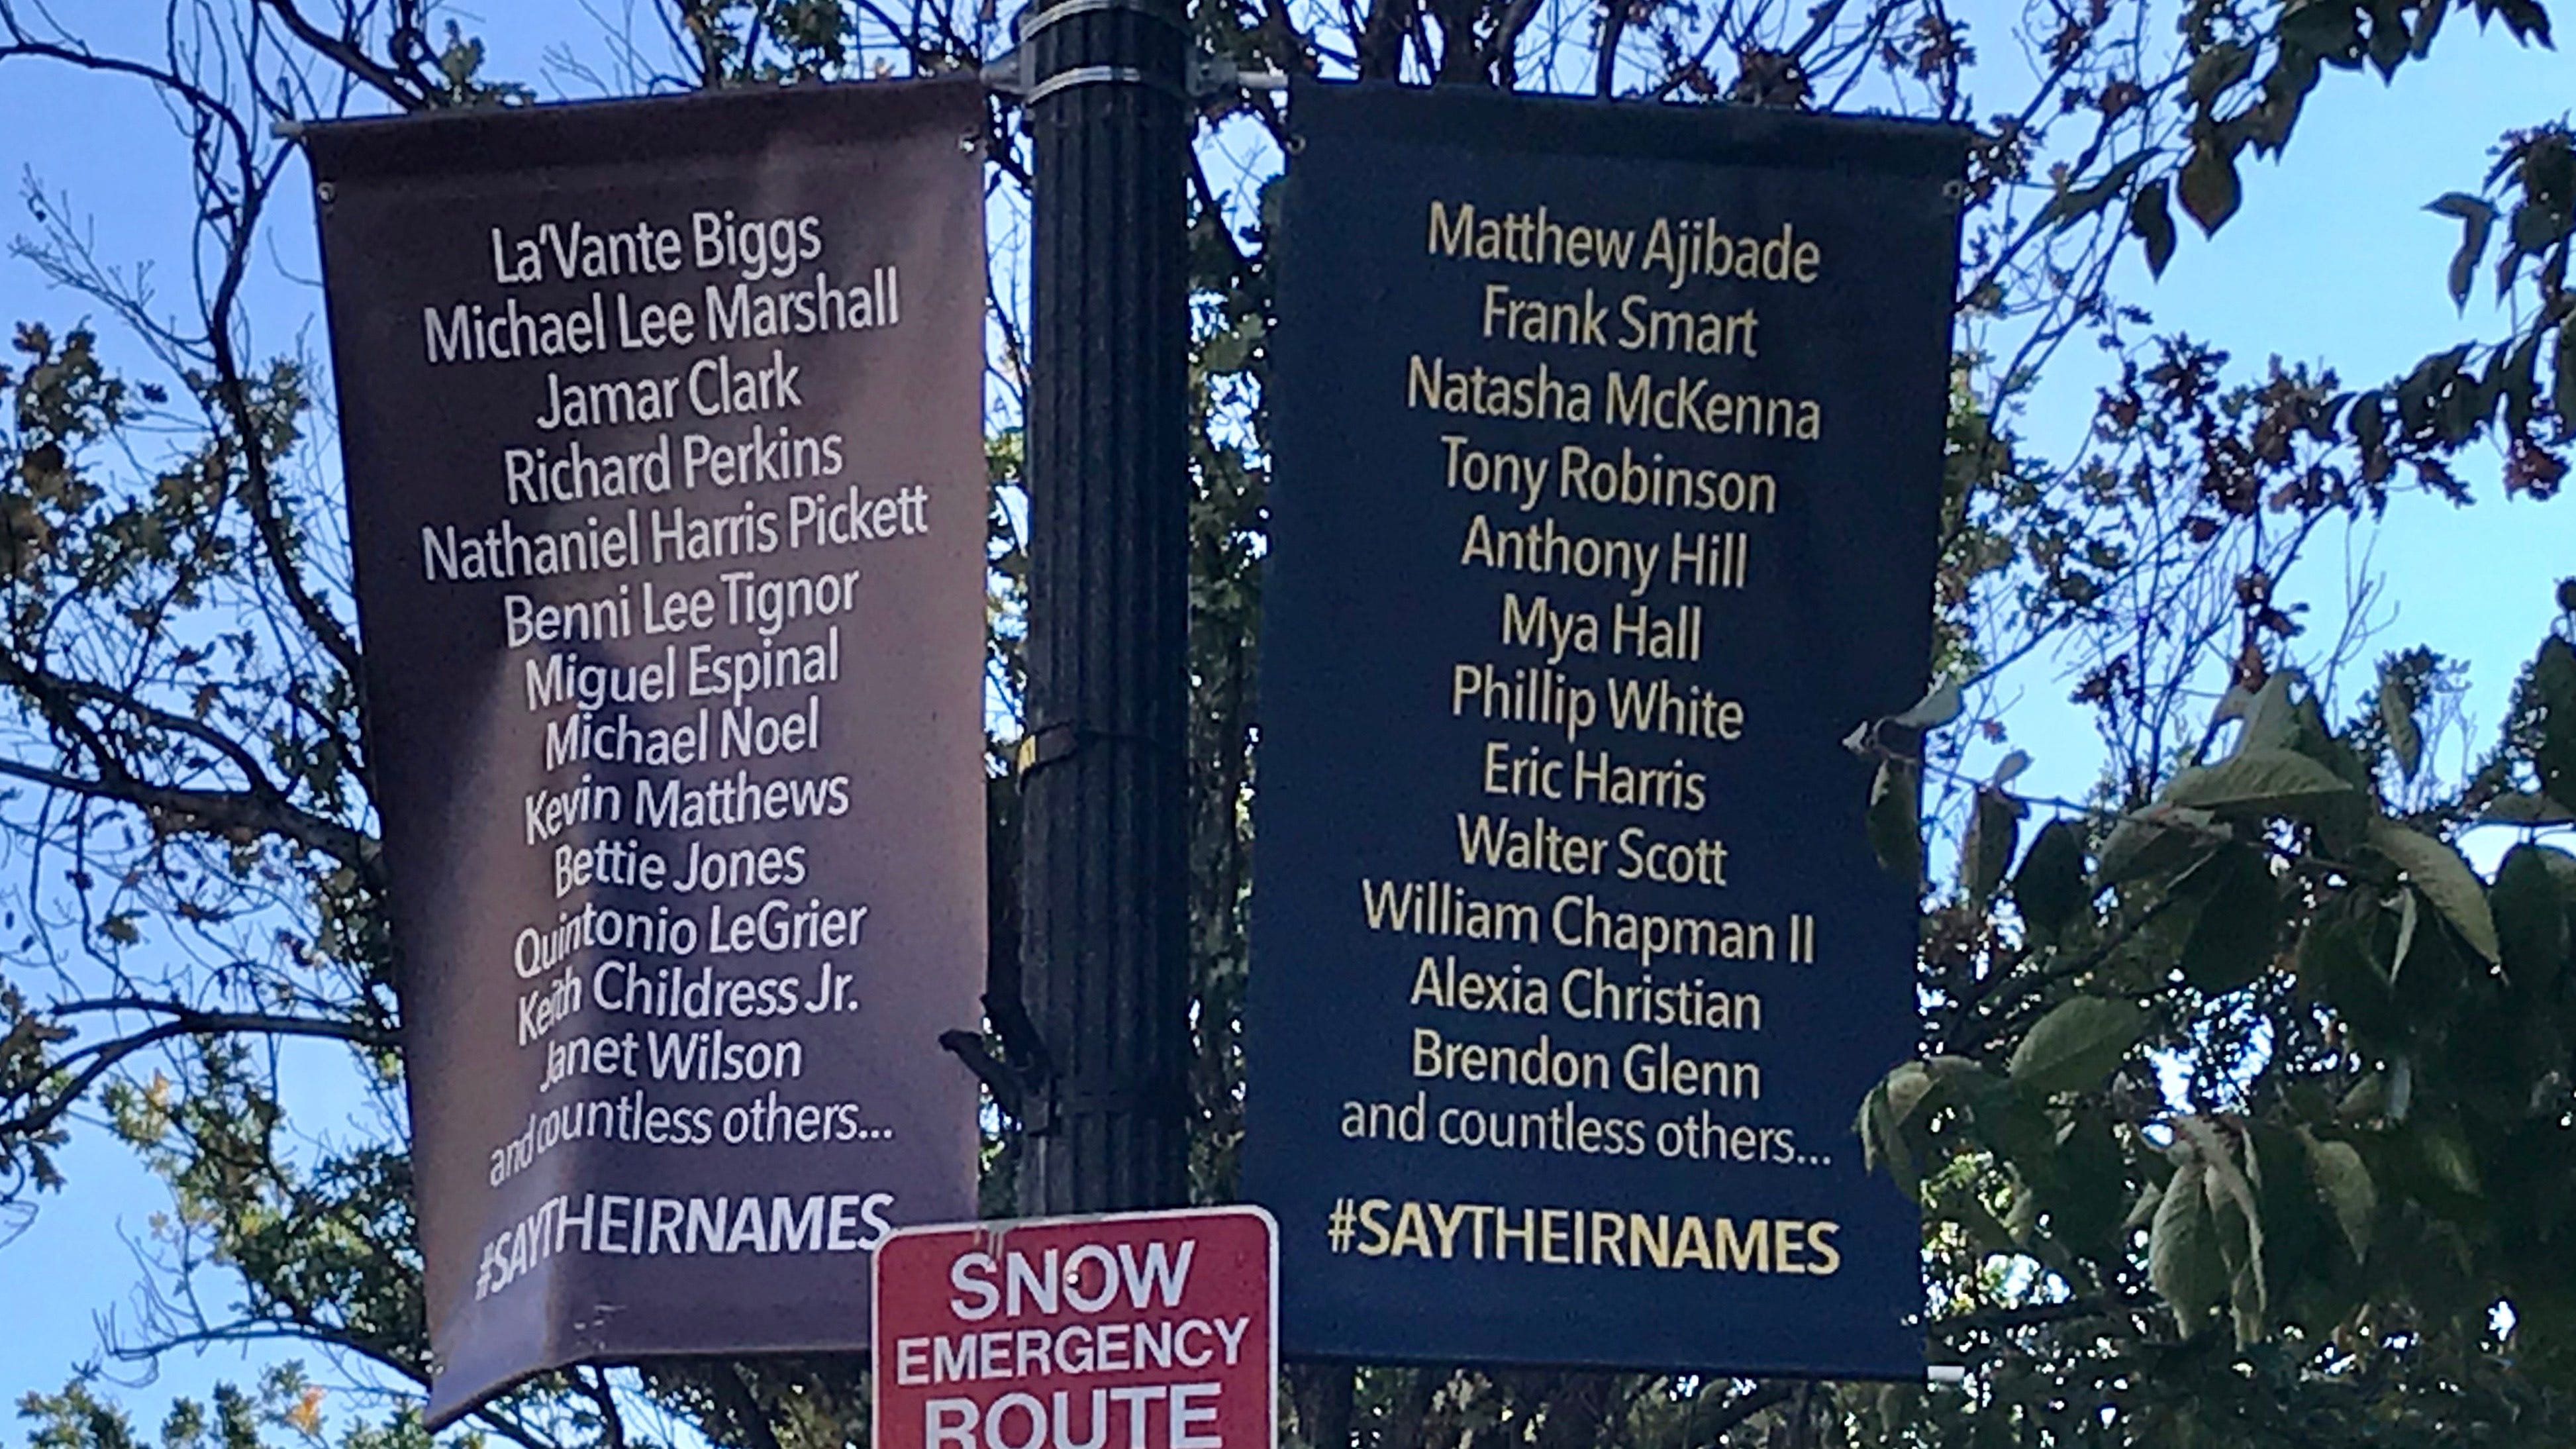 La'Vante Biggs
Michael Lee Marshall
Jamar Clark
Richard Perkins
Nathaniel Harris Pickett
Benni Lee Tignor
Miguel Espinal
Michael Noel
Kevin Matthews
Bettie Jones
Quintonio LeGrier
Keith Childress Jr.
Janet Wilson
and countless others...
#SAYTHEIRNAMES
Matthew Ajibade
Frank Smart
Natasha McKenna
Tony Robinson
Anthony Hill
Mya Hall
Phillip White
Eric Harris
Walter Scott
William Chapman II
Alexia Christian
Brendon Glenn
and countless others...
#SAYTHEIRNAMES
SNOW
EMERGENCY
ROUTE